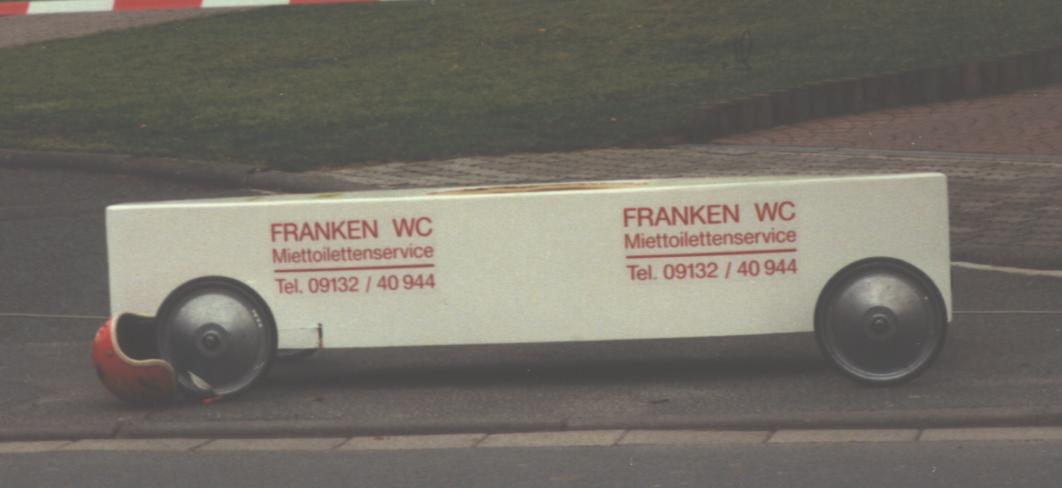 FRANKEN WC
Miettoilettenservice
Tel. 09132 / 40 944
FRANKEN WC
Miettoilettenservice
Tel. 09132 / 40 944